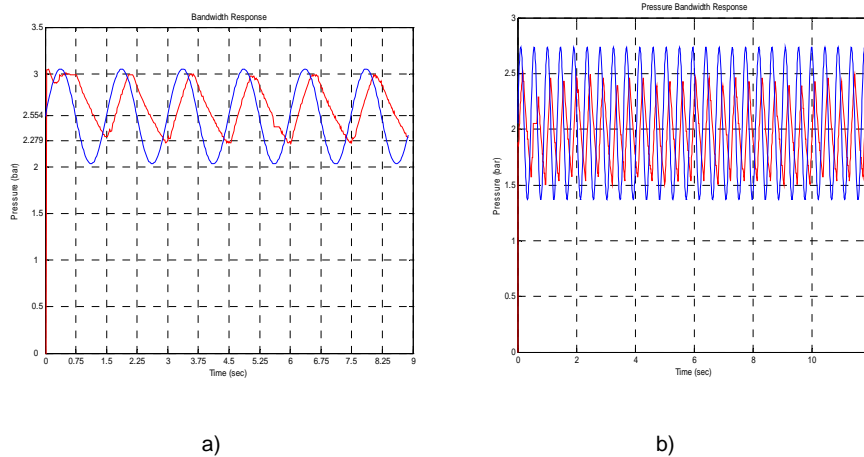 Bandwidth Response
3.5
3
2.554
2.279
2
1.5
1
0.5
0
Pressure (bar)
0 0.75 1.5 2.25 3 3.75 4.5 5.25 6 6.75 7.5 8.25 9
Time (sec)
a)
Pressure Bandwidth Response
3
2.5
2
1.5
1
0.5
0
Pressure (bar)
0 2 4 6 8 10
Time (sec)
b)